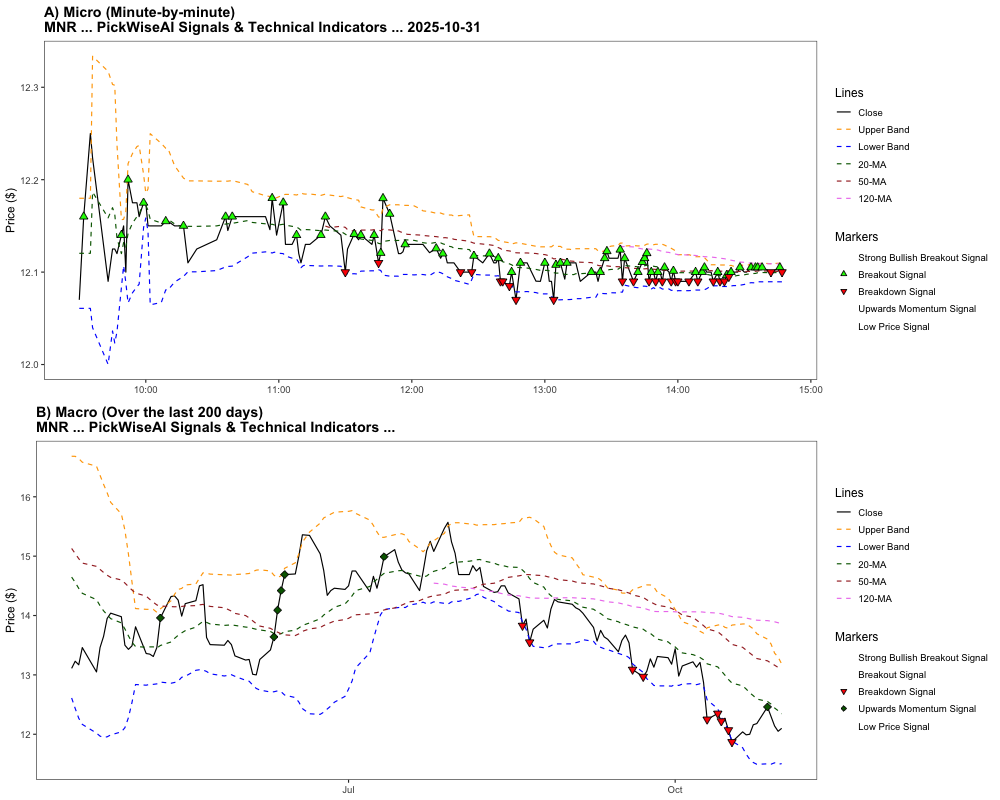 A) Micro (Minute-by-minute)
MNR ... PickWiseAI Signals & Technical Indicators ... 2025-10-31
Price ($)
12.3
12.2
12.1
12.0
10:00
11:00
12:00
13:00
14:00
15:00
Lines
Close
Upper Band
Lower Band
20-MA
50-MA
120-MA
Markers
Strong Bullish Breakout Signal
Breakout Signal
Breakdown Signal
Upwards Momentum Signal
Low Price Signal
B) Macro (Over the last 200 days)
MNR ... PickWiseAI Signals & Technical Indicators ...
Price ($)
16
15
14
13
12
Jul
Oct
Lines
Close
Upper Band
Lower Band
20-MA
50-MA
120-MA
Markers
Strong Bullish Breakout Signal
Breakout Signal
Breakdown Signal
Upwards Momentum Signal
Low Price Signal